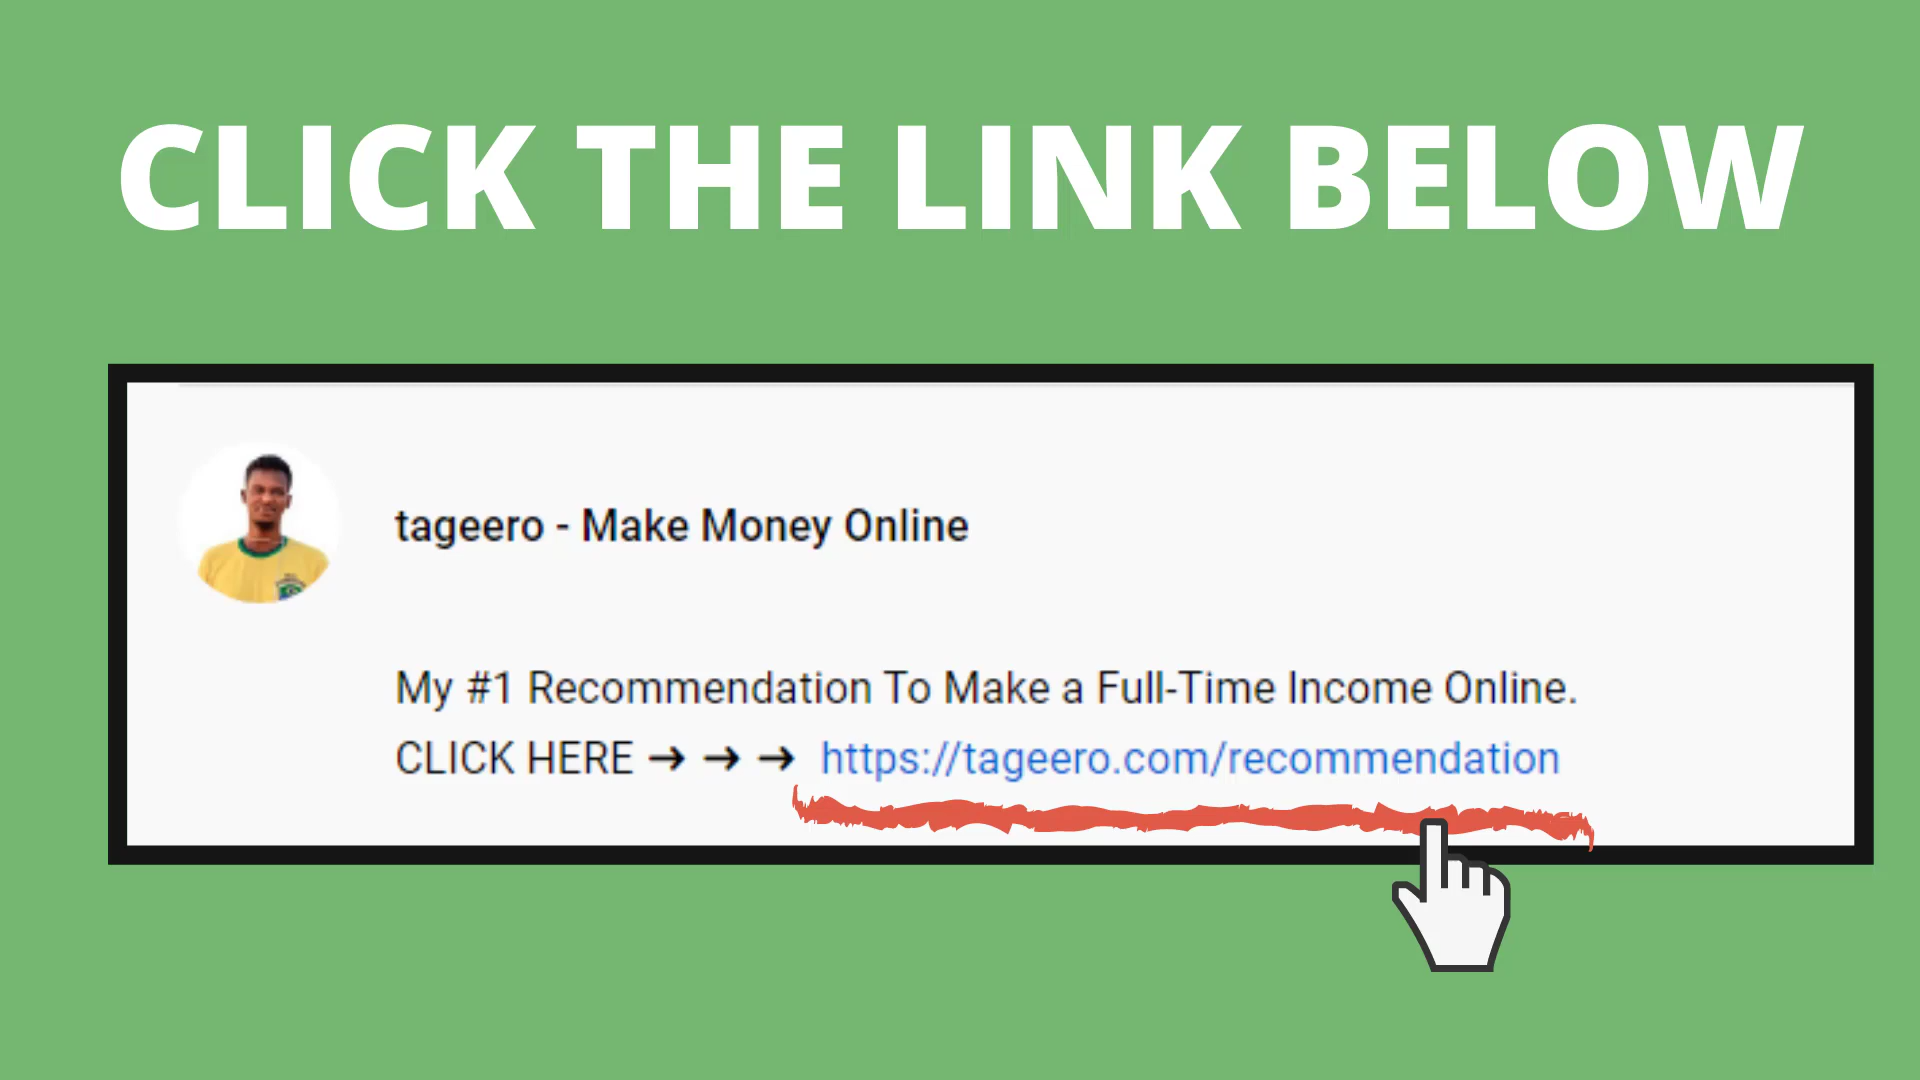 CLICK THE LINK BELOW
tageero - Make Money Online
My #1 Recommendation To Make a Full-Time Income Online.
CLICK HERE → → → https://tageero.com/recommendation